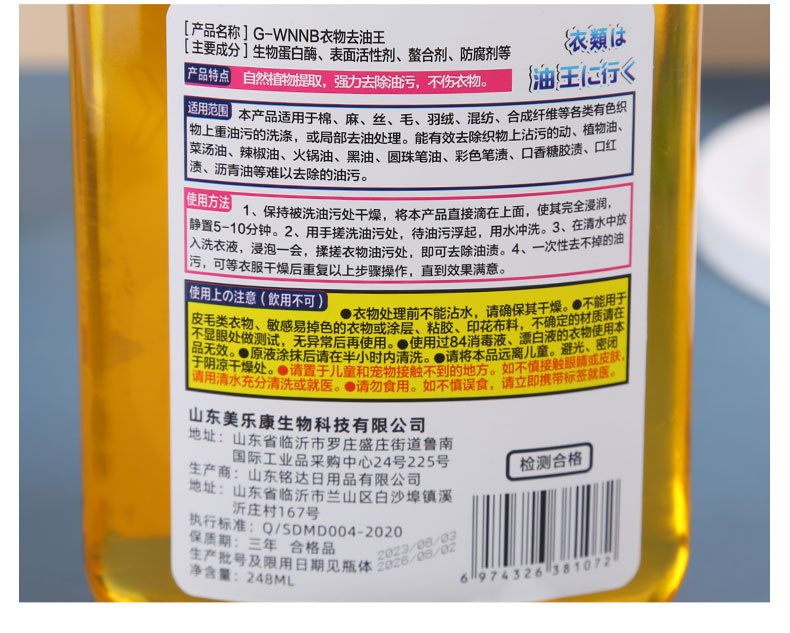 [产品名称] G-WNNB衣物去油王
[主要成分] 生物蛋白酶、表面活性剂、螯合剂、防腐剂等
衣類は
油王に行く
产品特点 自然植物提取，强力去除油污，不伤衣物。
适用范围 本产品适用于棉、麻、丝、毛、羽绒、混纺、合成纤维等各类有色织
物上重油污的洗涤，或局部去油处理。能有效去除织物上沾污的动、植物油、
菜汤油、辣椒油、火锅油、黑油、圆珠笔油、彩色笔渍、口香糖胶渍、口红
渍、沥青油等难以去除的油污。
使用方法 1、保持被洗油污处干燥，将本产品直接滴在上面，使其完全浸润，
静置5-10分钟。2、用手搓洗油污处，待油污浮起，用水冲洗。3、在清水中放
入洗衣液，浸泡一会，揉搓衣物油污处，即可去除油渍。4、一次性去不掉的油
污，可等衣服干燥后重复以上步骤操作，直到效果满意。
使用上の注意（飲用不可） ●衣物处理前不能沾水，请确保其干燥。●不能用于
皮毛类衣物、敏感易掉色的衣物或涂层、粘胶、印花布料，不确定的材质请在
不显眼处做测试，无异常后再使用。●使用过84消毒液、漂白液的衣物使用本
品无效。●原液涂抹后请在半小时内清洗。●请将本品远离儿童。避光、密闭
于阴凉干燥处。●请置于儿童和宠物接触不到的地方。如不慎接触眼睛或皮肤，
请用清水充分清洗或就医。●请勿食用。如不慎误食，请立即携带标签就医。
山东美乐康生物科技有限公司
地址：山东省临沂市罗庄盛庄街道鲁南
国际工业品采购中心24号225号
生产商：山东铭达日用品有限公司
地址：山东省临沂市兰山区白沙埠镇溪
沂庄村167号
执行标准：Q/SDMD004-2020
保质期：三年 合格品
生产批号及限用日期见瓶体
净含量：248ML
2023/08/03
2026/08/02
检测合格
6 974326 381072